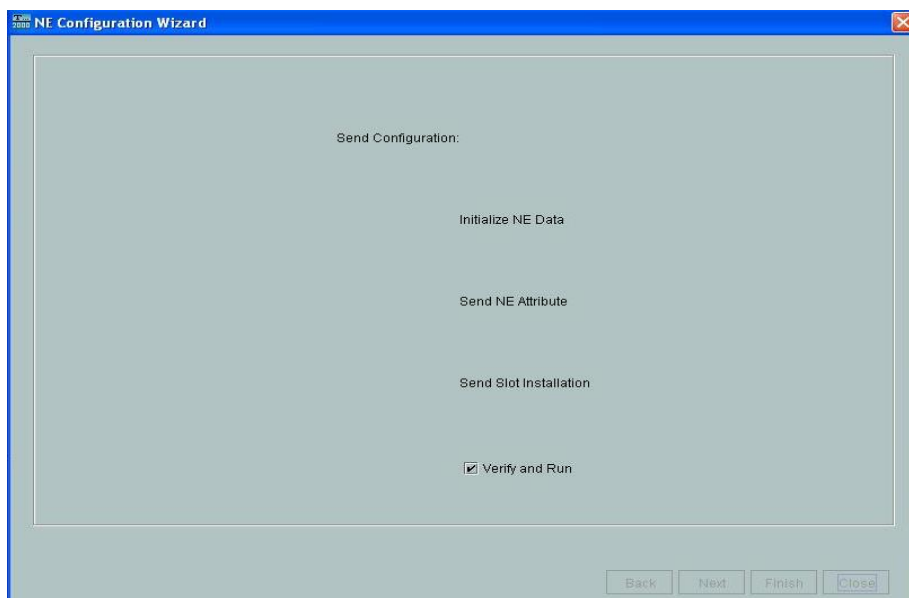 NE Configuration Wizard
Send Configuration:
Initialize NE Data
Send NE Attribute
Send Slot Installation
Verify and Run
Back Next Finish Close